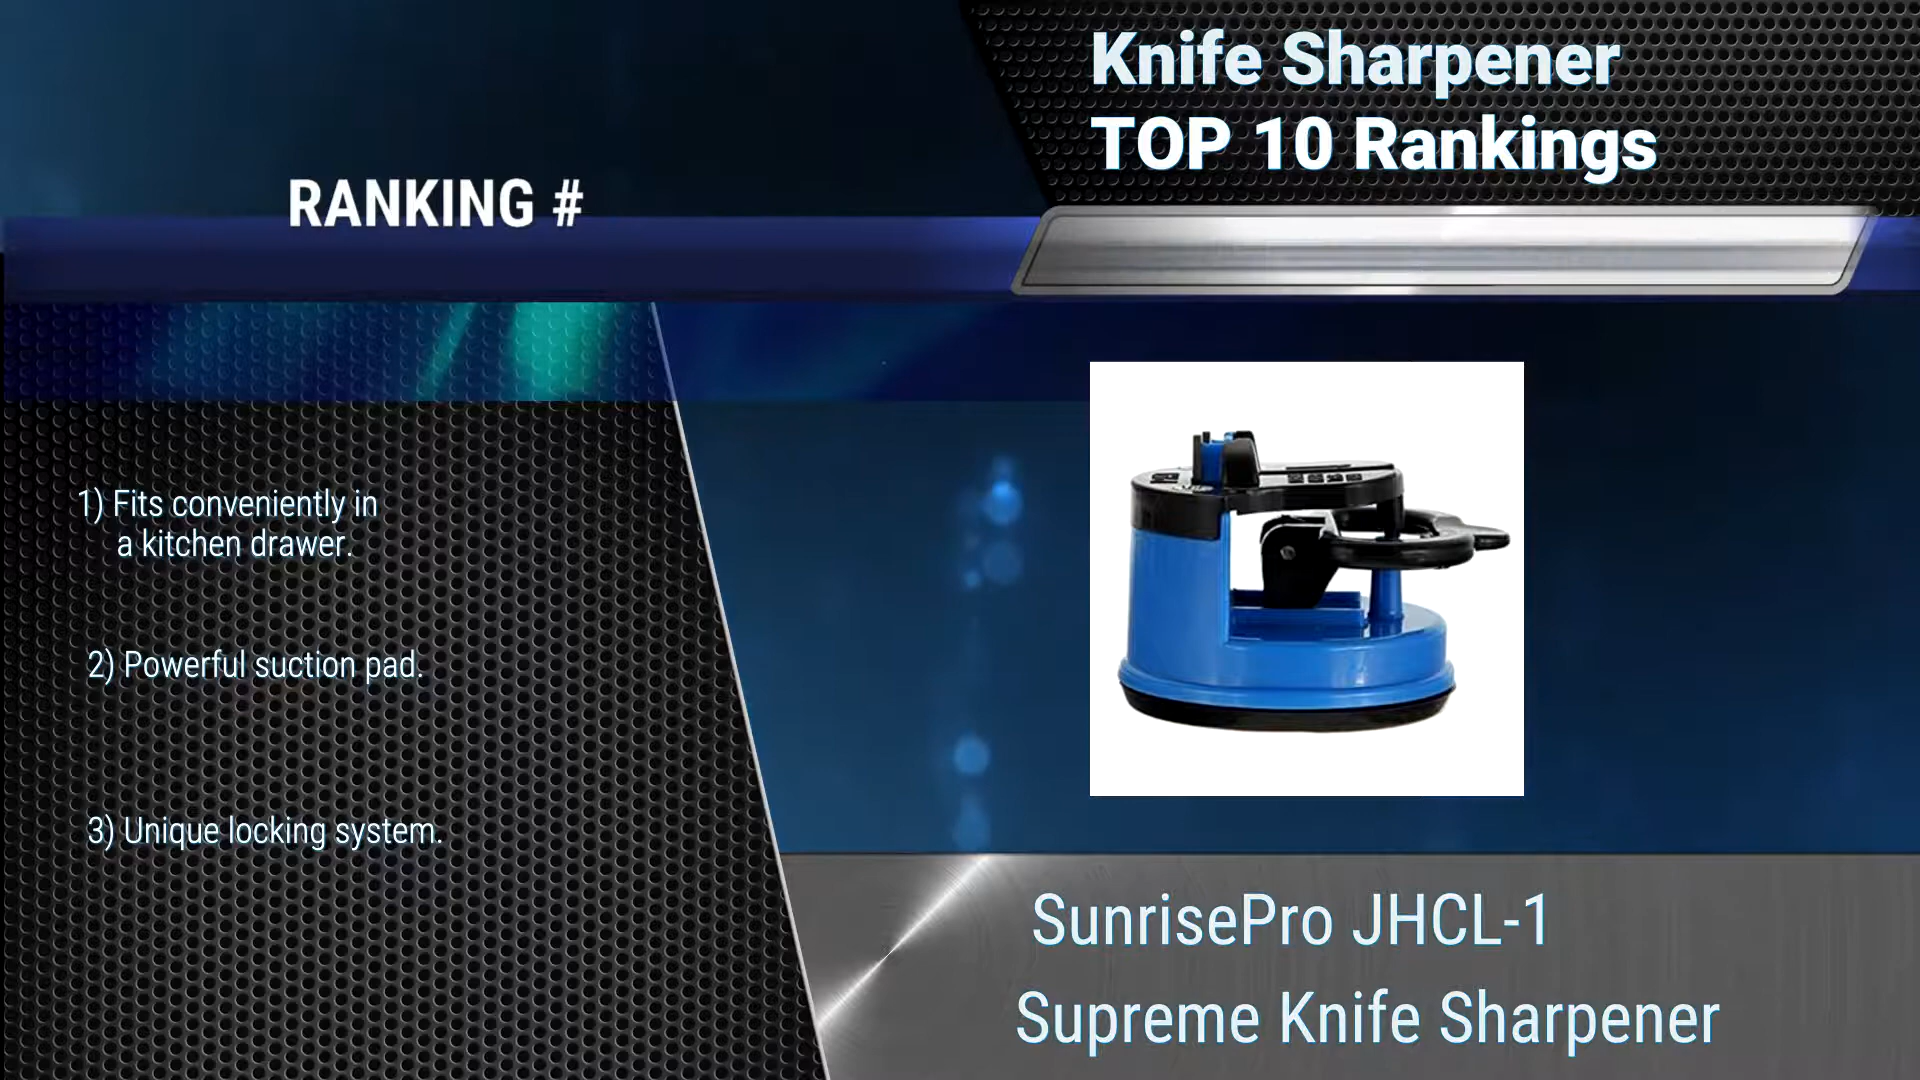 Knife Sharpener
TOP 10 Rankings
RANKING #
1) Fits conveniently in
a kitchen drawer.
2) Powerful suction pad.
3) Unique locking system.
SunrisePro JHCL-1
Supreme Knife Sharpener